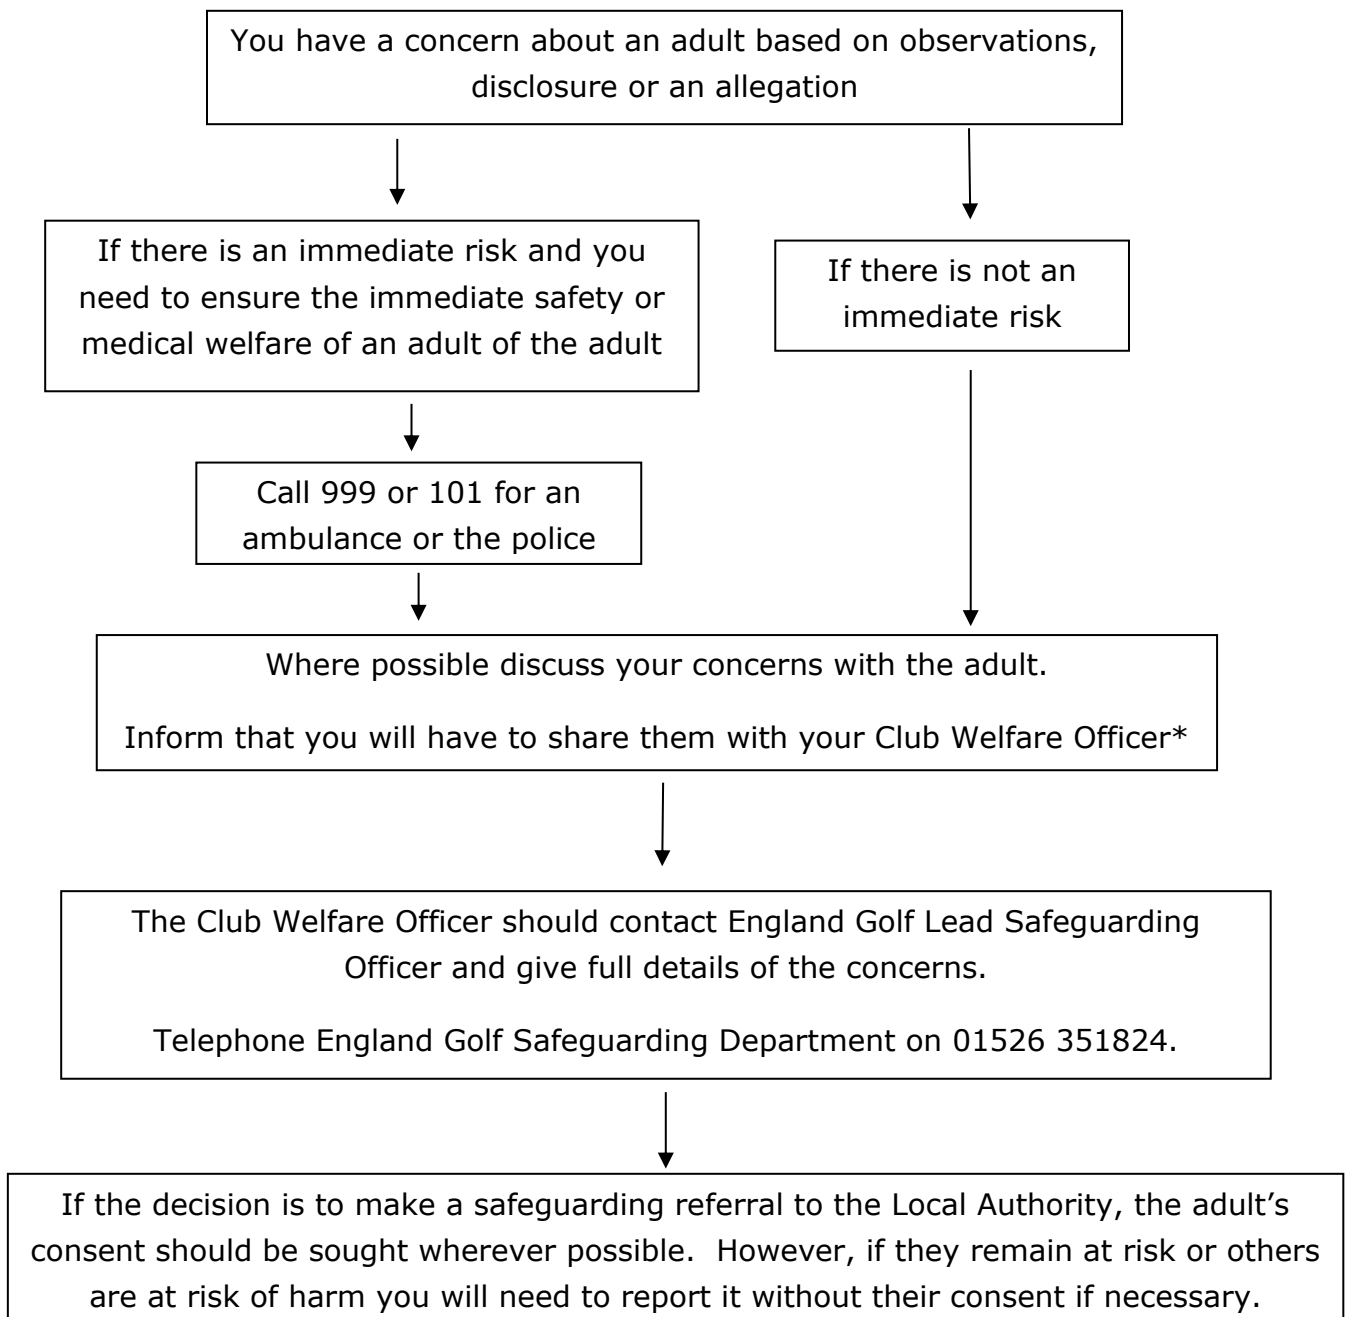 You have a concern about an adult based on observations,
disclosure or an allegation
If there is an immediate risk and you
need to ensure the immediate safety or
medical welfare of an adult of the adult
If there is not an
immediate risk
Call 999 or 101 for an
ambulance or the police
Where possible discuss your concerns with the adult.
Inform that you will have to share them with your Club Welfare Officer*
The Club Welfare Officer should contact England Golf Lead Safeguarding
Officer and give full details of the concerns.
Telephone England Golf Safeguarding Department on 01526 351824.
If the decision is to make a safeguarding referral to the Local Authority, the adult’s
consent should be sought wherever possible.  However, if they remain at risk or others
are at risk of harm you will need to report it without their consent if necessary.